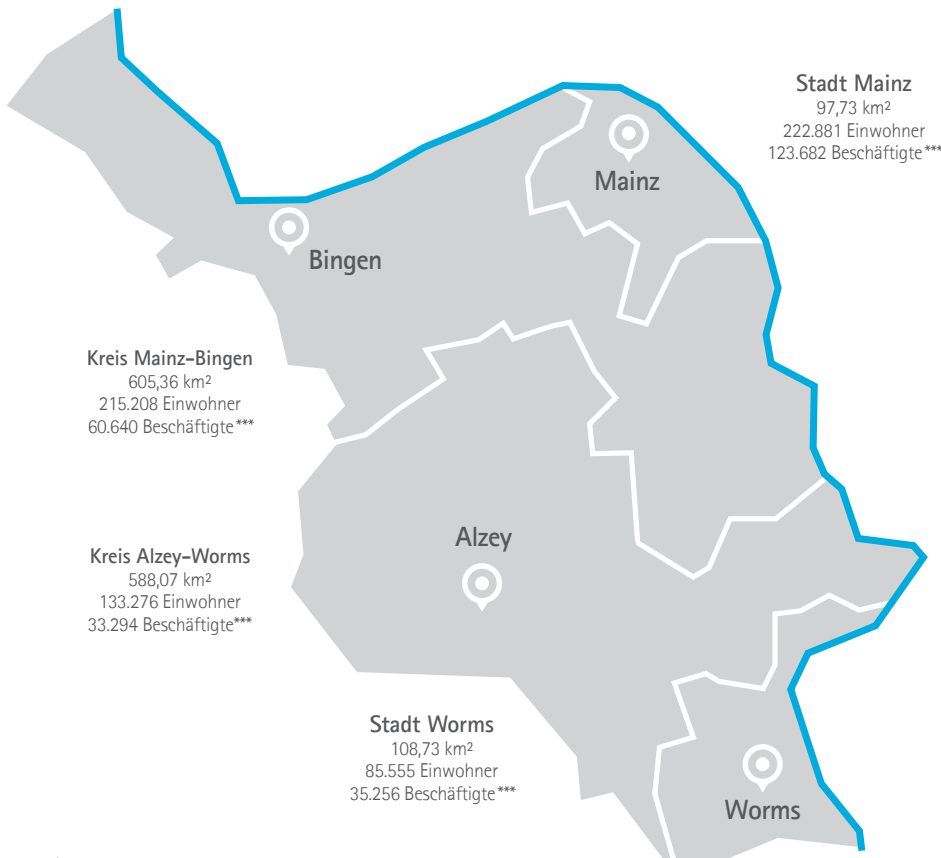 Stadt Mainz
97,73 km²
222.881 Einwohner
123.682 Beschäftigte***
Mainz
Bingen
Kreis Mainz-Bingen
605,36 km²
215.208 Einwohner
60.640 Beschäftigte***
Alzey
Kreis Alzey-Worms
588,07 km²
133.276 Einwohner
33.294 Beschäftigte***
Stadt Worms
108,73 km²
85.555 Einwohner
35.256 Beschäftigte***
Worms